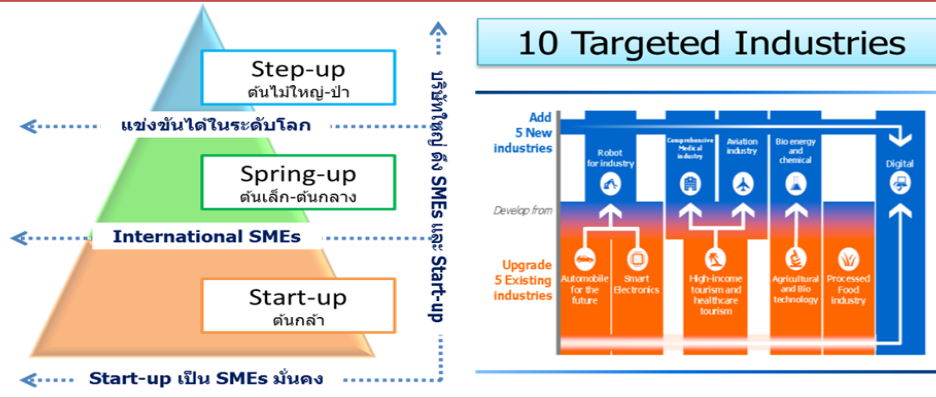 Step-up
ต้นไม้ใหญ่-ป่า
แข่งขันได้ในระดับโลก
Spring-up
ต้นเล็ก-ต้นกลาง
International SMEs
Start-up
ต้นกล้า
Start-up เป็น SMEs มั่นคง
บริษัทใหญ่ ดึง SMEs และ Start-up
10 Targeted Industries
Add
5 New
industries
Robot
for industry
Comprehensive
Medical
industry
Aviation
industry
Bio energy
and
chemical
Digital
Develop from
Upgrade
5 Existing
industries
Automobile
for the
future
Smart
Electronics
High-income
tourism and
healthcare
tourism
Agricultural
and Bio
technology
Processed
Food
industry